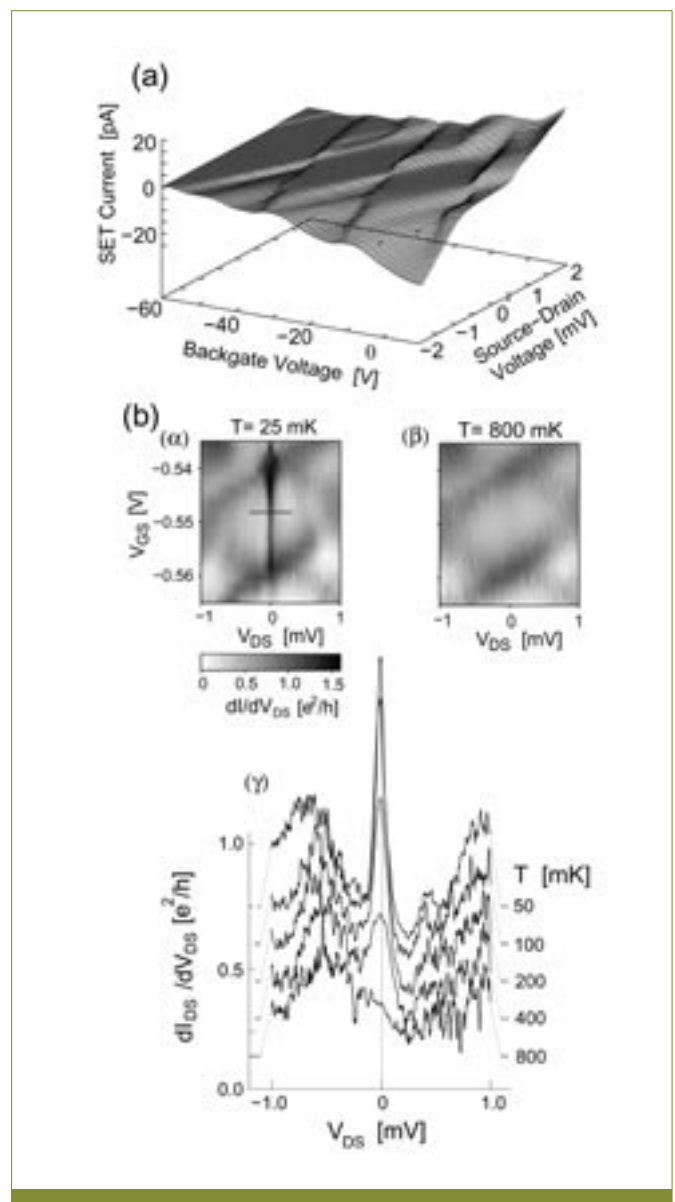 (a)
SET Current [pA]
20
0
−20
−60
−40
−20
0
Backgate Voltage [V]
−2
−1
0
1
2
Source−Drain
Voltage [mV]
(b)
(α)
T= 25 mK
V_GS [V]
−0.54
−0.55
−0.56
−1
0
1
V_DS [mV]
0
0.5
1.0
1.5
dI/dV_DS [e²/h]
(β)
T= 800 mK
−1
0
1
V_DS [mV]
(γ)
dI_DS /dV_DS [e²/h]
1.0
0.5
0.0
T [mK]
50
100
200
400
800
−1.0
0
1.0
V_DS [mV]